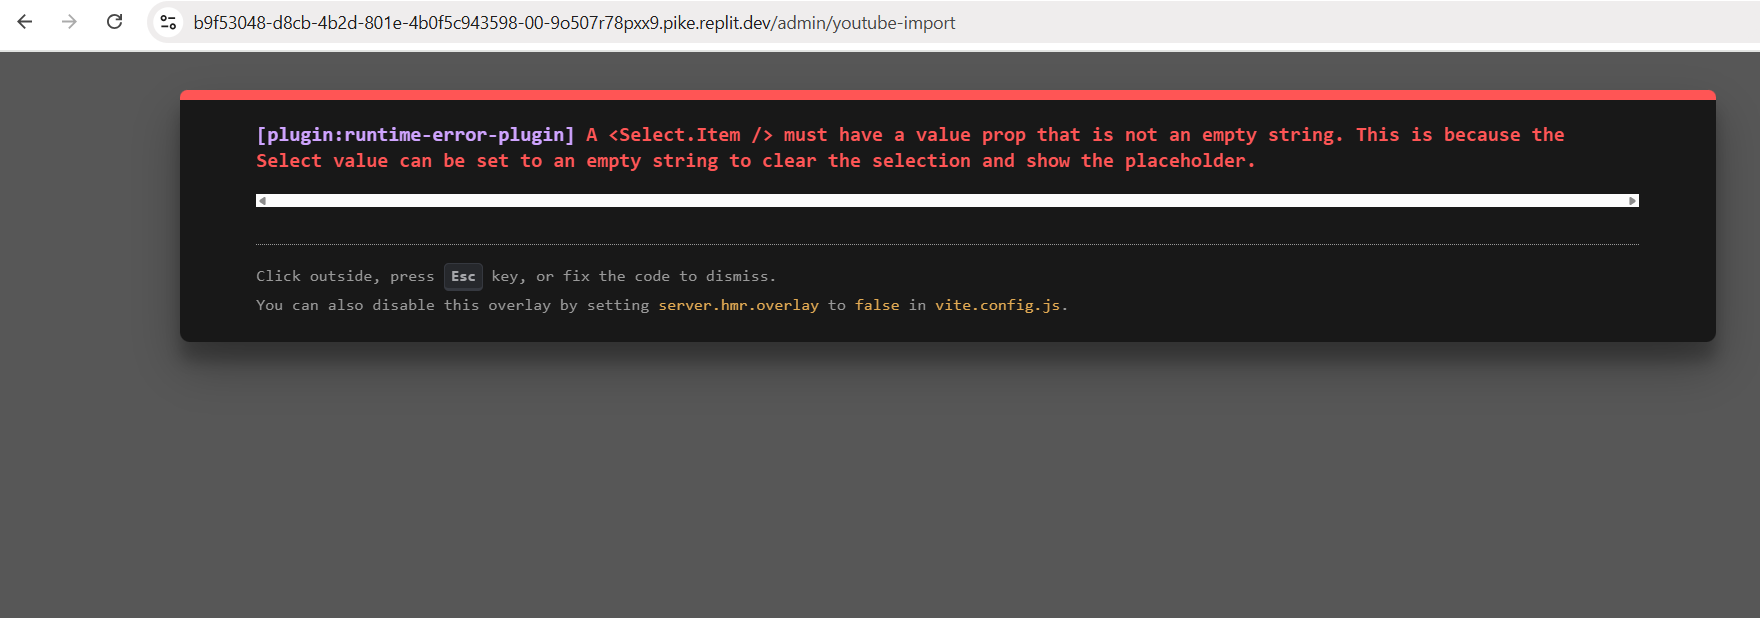 b9f53048-d8cb-4b2d-801e-4b0f5c943598-00-9o507r78pxx9.pike.replit.dev/admin/youtube-import
[plugin:runtime-error-plugin] A <Select.Item /> must have a value prop that is not an empty string. This is because the
Select value can be set to an empty string to clear the selection and show the placeholder.
Click outside, press Esc key, or fix the code to dismiss.
You can also disable this overlay by setting server.hmr.overlay to false in vite.config.js.